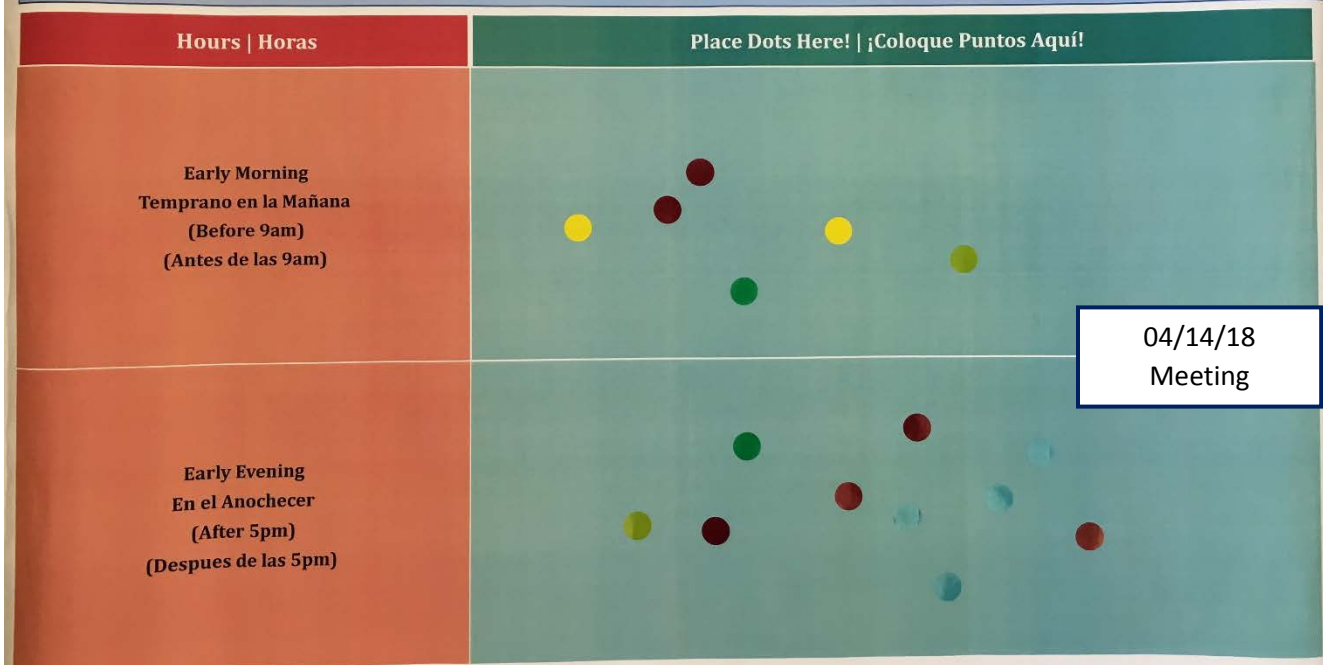 Hours | Horas
Place Dots Here! | ¡Coloque Puntos Aquí!
Early Morning
Temprano en la Mañana
(Before 9am)
(Antes de las 9am)
04/14/18
Meeting
Early Evening
En el Anochecer
(After 5pm)
(Despues de las 5pm)